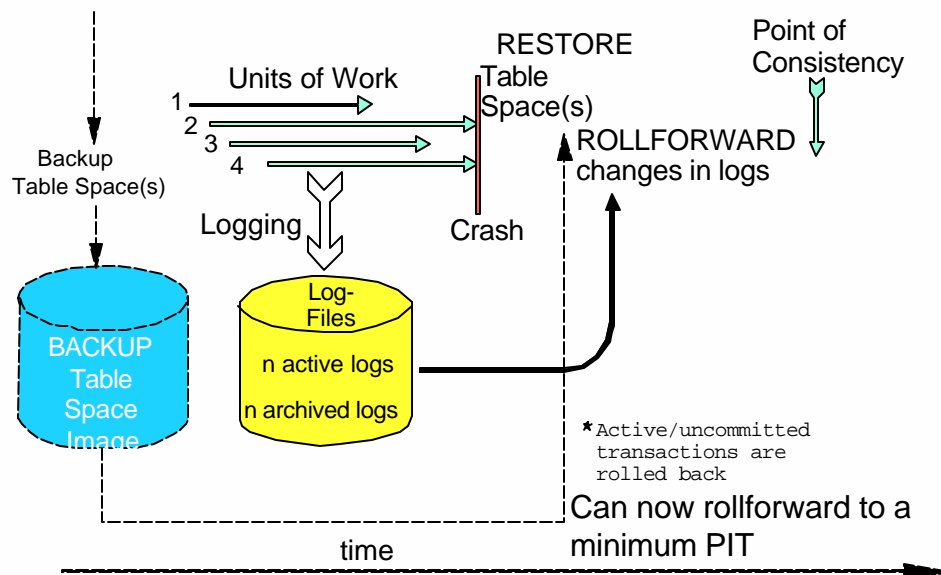 RESTORE
Table
Space(s)
Point of
Consistency
Units of Work
1
2
3
4
Backup
Table Space(s)
ROLLFORWARD
changes in logs
Logging
Crash
Log-
Files
n active logs
n archived logs
BACKUP
Table
Space
Image
*Active/uncommitted
transactions are
rolled back
Can now rollforward to a
minimum PIT
time